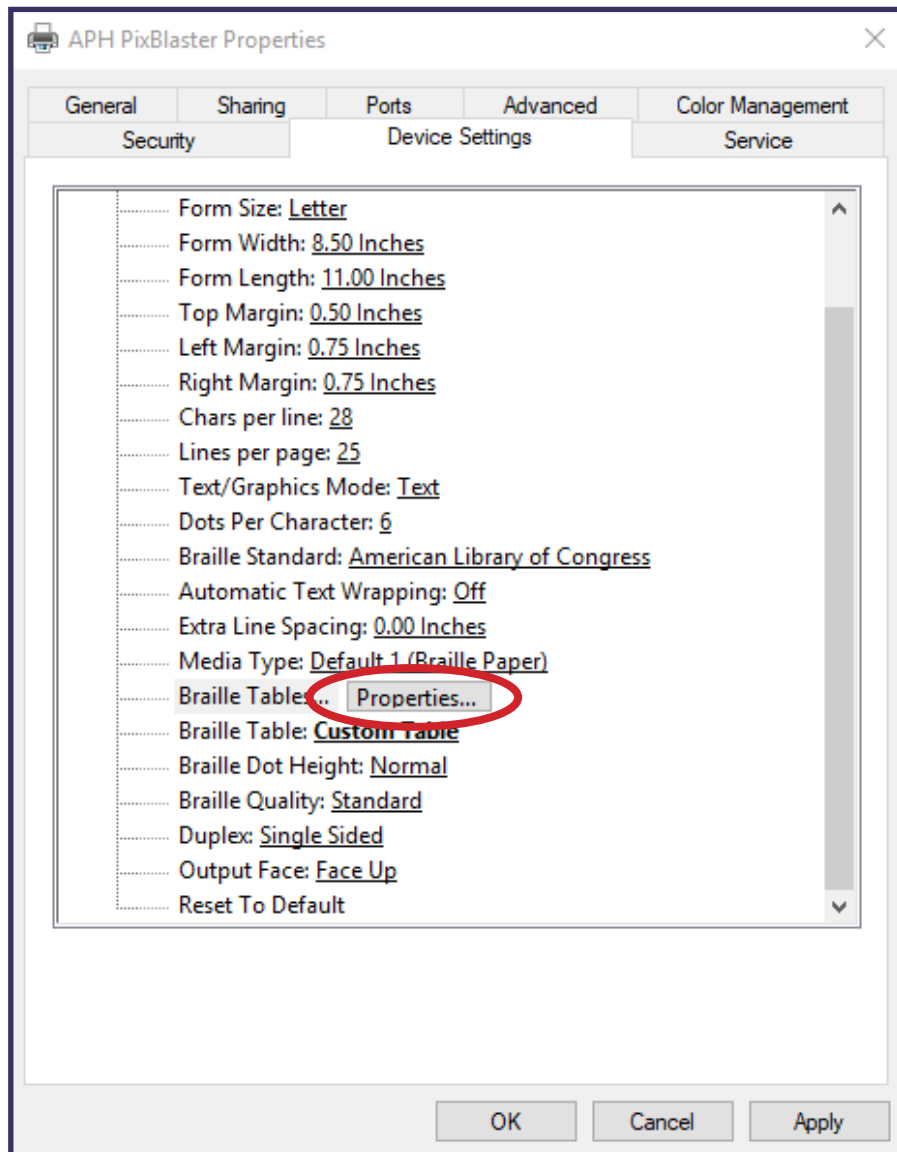 APH PixBlaster Properties
General Sharing Ports Advanced Color Management
Security Device Settings Service
Form Size: Letter
Form Width: 8.50 Inches
Form Length: 11.00 Inches
Top Margin: 0.50 Inches
Left Margin: 0.75 Inches
Right Margin: 0.75 Inches
Chars per line: 28
Lines per page: 25
Text/Graphics Mode: Text
Dots Per Character: 6
Braille Standard: American Library of Congress
Automatic Text Wrapping: Off
Extra Line Spacing: 0.00 Inches
Media Type: Default 1 (Braille Paper)
Braille Tables... Properties...
Braille Table: Custom Table
Braille Dot Height: Normal
Braille Quality: Standard
Duplex: Single Sided
Output Face: Face Up
Reset To Default
OK Cancel Apply